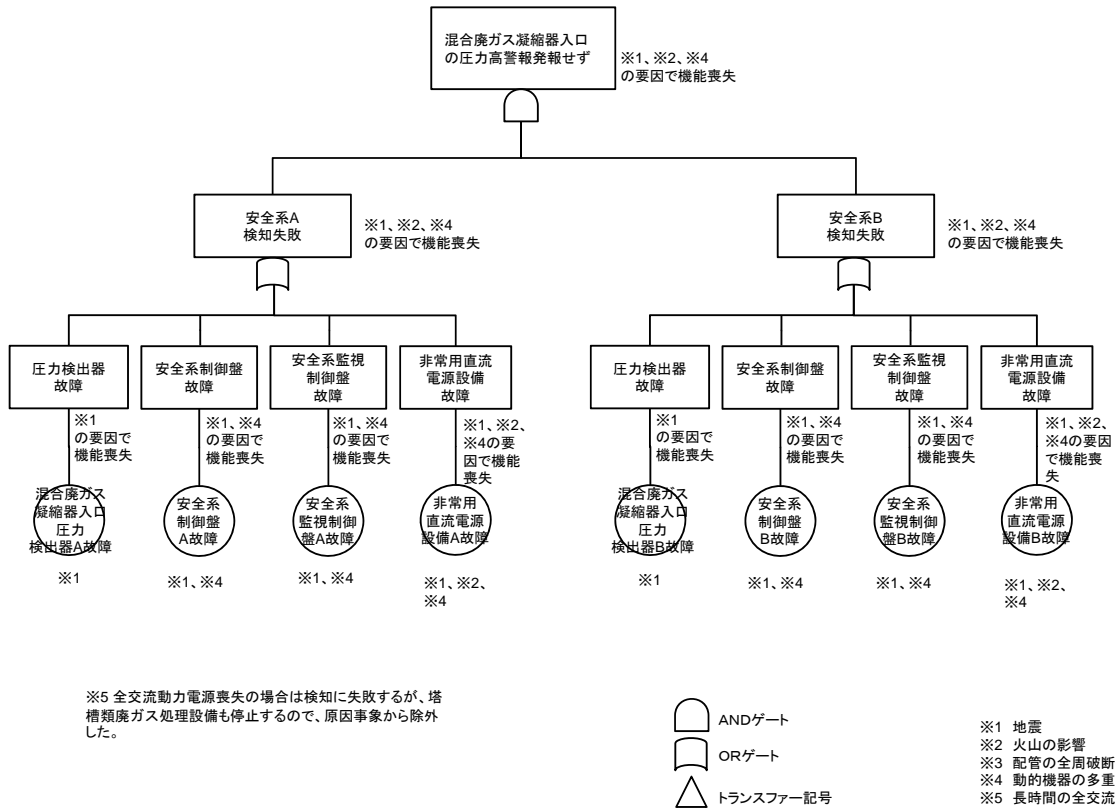 混合廃ガス凝縮器入口
の圧力高警報発報せず
※1、※2、※4
の要因で機能喪失
安全系A
検知失敗
※1、※2、※4
の要因で機能喪失
安全系B
検知失敗
※1、※2、※4
の要因で機能喪失
圧力検出器
故障
安全系制御盤
故障
安全系監視
制御盤
故障
非常用直流
電源設備
故障
圧力検出器
故障
安全系制御盤
故障
安全系監視
制御盤
故障
非常用直流
電源設備
故障
※1
の要因で
機能喪失
※1、※4
の要因で
機能喪失
※1、※4
の要因で
機能喪失
※1、※2、
※4の要
因で機能
喪失
※1
の要因で
機能喪失
※1、※4
の要因で
機能喪失
※1、※4
の要因で
機能喪失
※1、※2、
※4の要因
で機能喪
失
混合廃ガス
凝縮器入口
圧力
検出器A故障
安全系
制御盤
A故障
安全系
監視制御
盤A故障
非常用
直流電源
設備A故障
混合廃ガス
凝縮器入口
圧力
検出器B故障
安全系
制御盤
B故障
安全系
監視制御
盤B故障
非常用
直流電源
設備B故障
※1
※1、※4
※1、※4
※1、※2、
※4
※1
※1、※4
※1、※4
※1、※2、
※4
※5 全交流動力電源喪失の場合は検知に失敗するが、塔
槽類廃ガス処理設備も停止するので、原因事象から除外
した。
ANDゲート
ORゲート
トランスファー記号
※1 地震
※2 火山の影響
※3 配管の全周破断
※4 動的機器の多重
※5 長時間の全交流